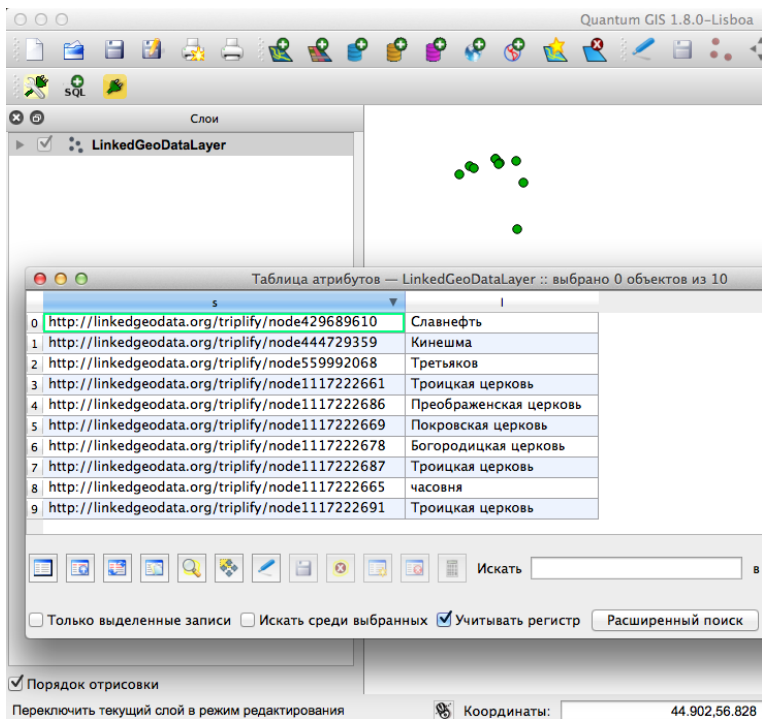 Quantum GIS 1.8.0-Lisboa
SQL
Слои
LinkedGeoDataLayer
Таблица атрибутов — LinkedGeoDataLayer :: выбрано 0 объектов из 10
s l
0 http://linkedgeodata.org/triplify/node429689610 Славнефть
1 http://linkedgeodata.org/triplify/node444729359 Кинешма
2 http://linkedgeodata.org/triplify/node559992068 Третьяков
3 http://linkedgeodata.org/triplify/node1117222661 Троицкая церковь
4 http://linkedgeodata.org/triplify/node1117222686 Преображенская церковь
5 http://linkedgeodata.org/triplify/node1117222669 Покровская церковь
6 http://linkedgeodata.org/triplify/node1117222678 Богородицкая церковь
7 http://linkedgeodata.org/triplify/node1117222687 Троицкая церковь
8 http://linkedgeodata.org/triplify/node1117222665 часовня
9 http://linkedgeodata.org/triplify/node1117222691 Троицкая церковь
Искать в
Только выделенные записи Искать среди выбранных Учитывать регистр Расширенный поиск
Порядок отрисовки
Переключить текущий слой в режим редактирования Координаты: 44.902,56.828